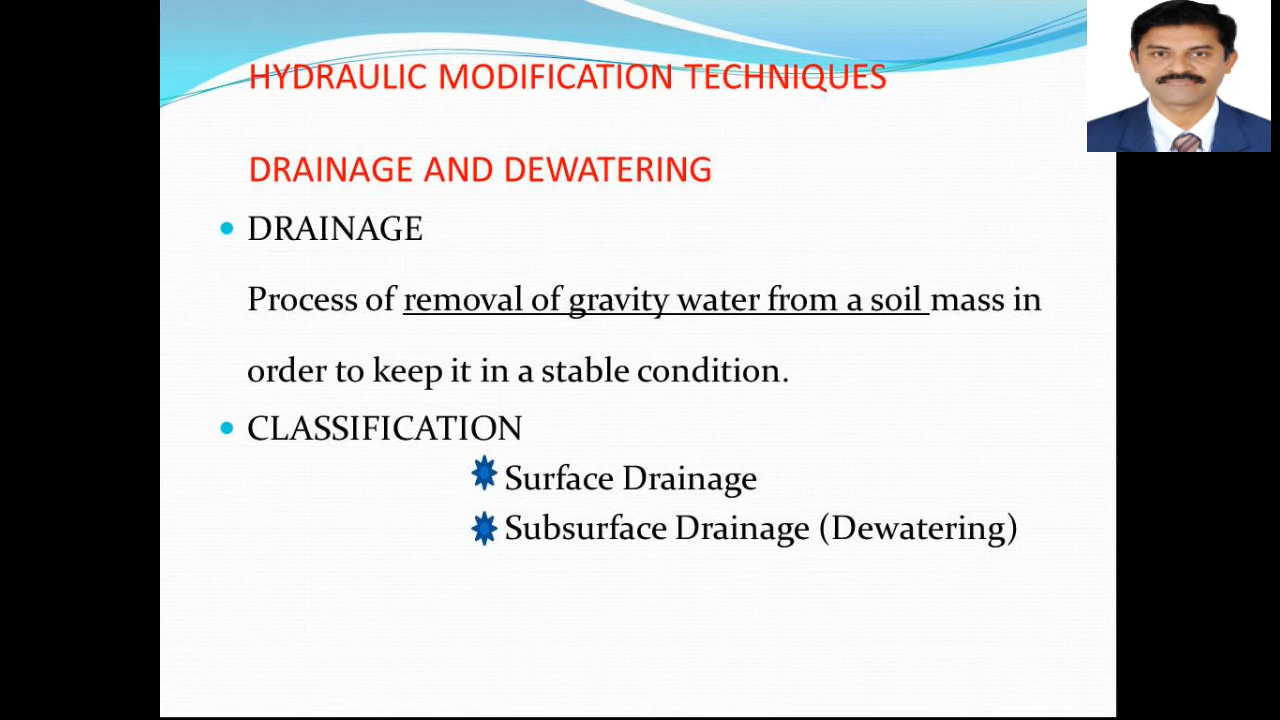 HYDRAULIC MODIFICATION TECHNIQUES
DRAINAGE AND DEWATERING
• DRAINAGE
Process of removal of gravity water from a soil mass in
order to keep it in a stable condition.
• CLASSIFICATION
Surface Drainage
Subsurface Drainage (Dewatering)